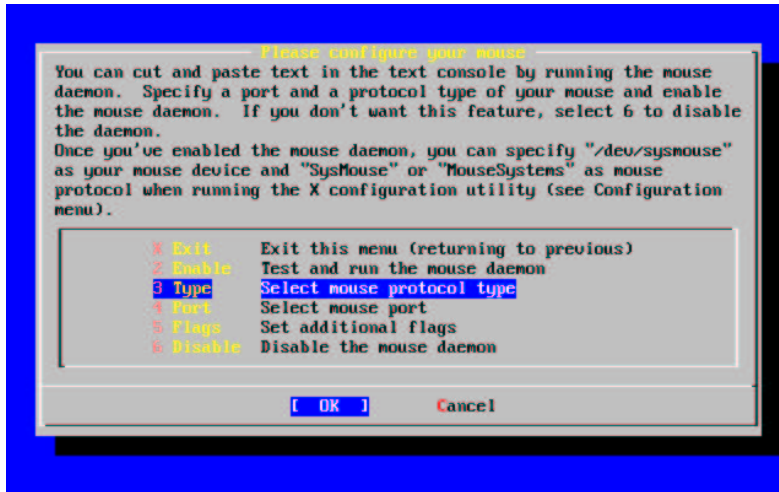 Please configure your mouse
You can cut and paste text in the text console by running the mouse
daemon.  Specify a port and a protocol type of your mouse and enable
the mouse daemon.  If you don't want this feature, select 6 to disable
the daemon.
Once you've enabled the mouse daemon, you can specify "/dev/sysmouse"
as your mouse device and "SysMouse" or "MouseSystems" as mouse
protocol when running the X configuration utility (see Configuration
menu).
Exit Exit this menu (returning to previous)
2 Enable Test and run the mouse daemon
3 Type Select mouse protocol type
4 Port Select mouse port
5 Flags Set additional flags
6 Disable Disable the mouse daemon
[ OK ] Cancel